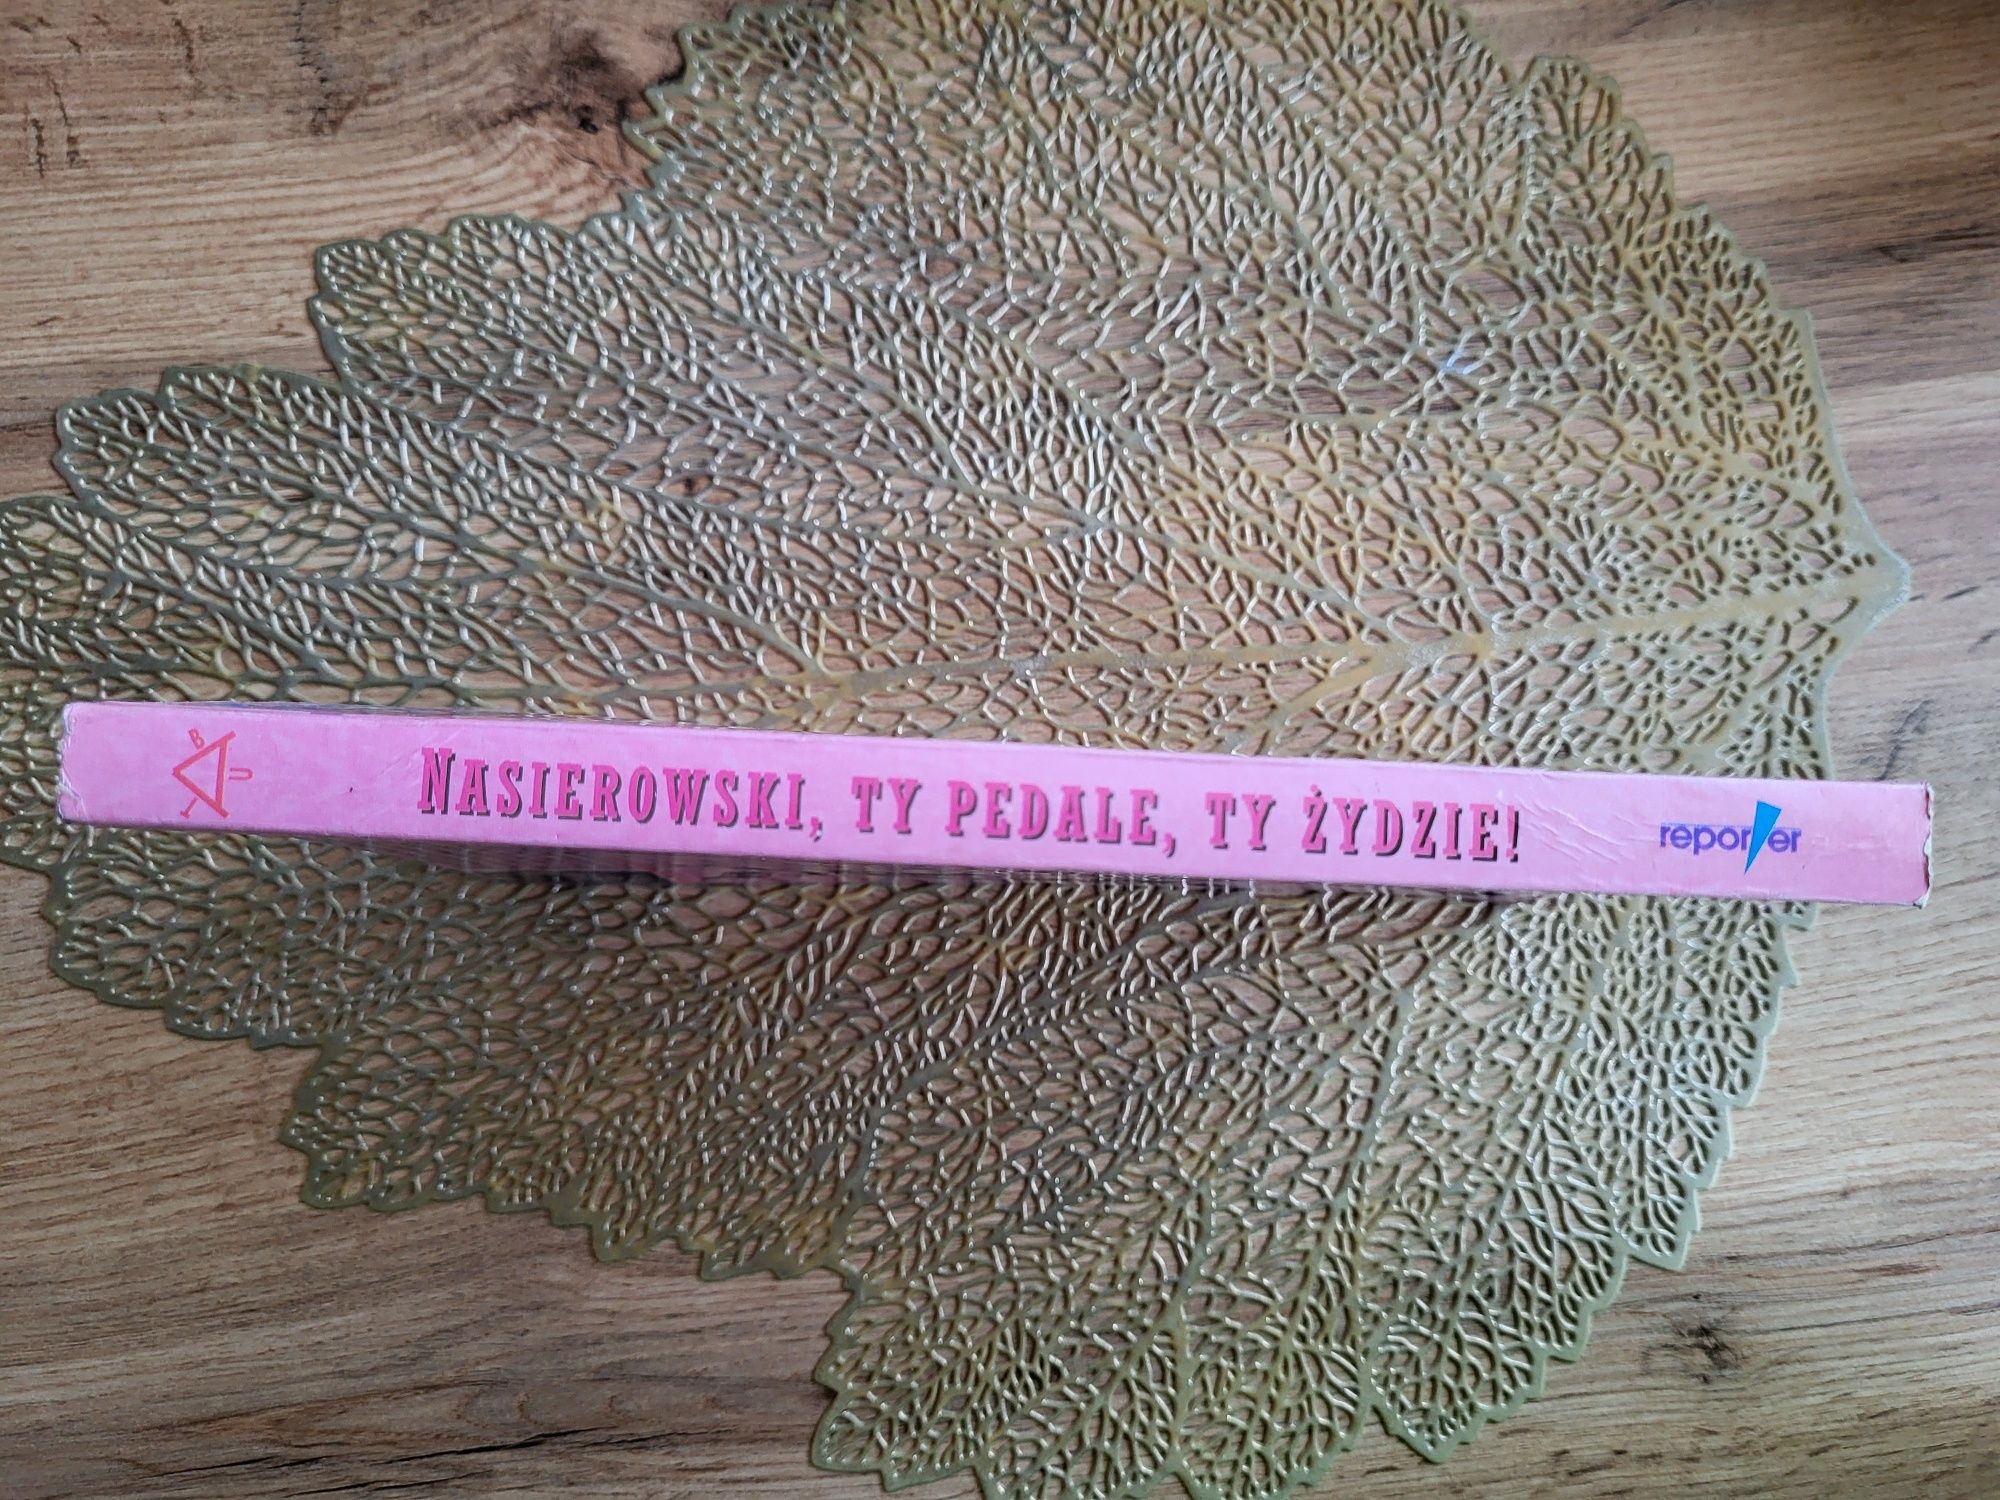 B
U
NASIEROWSKI, TY PEDALE, TY ŻYDZIE!
reporter